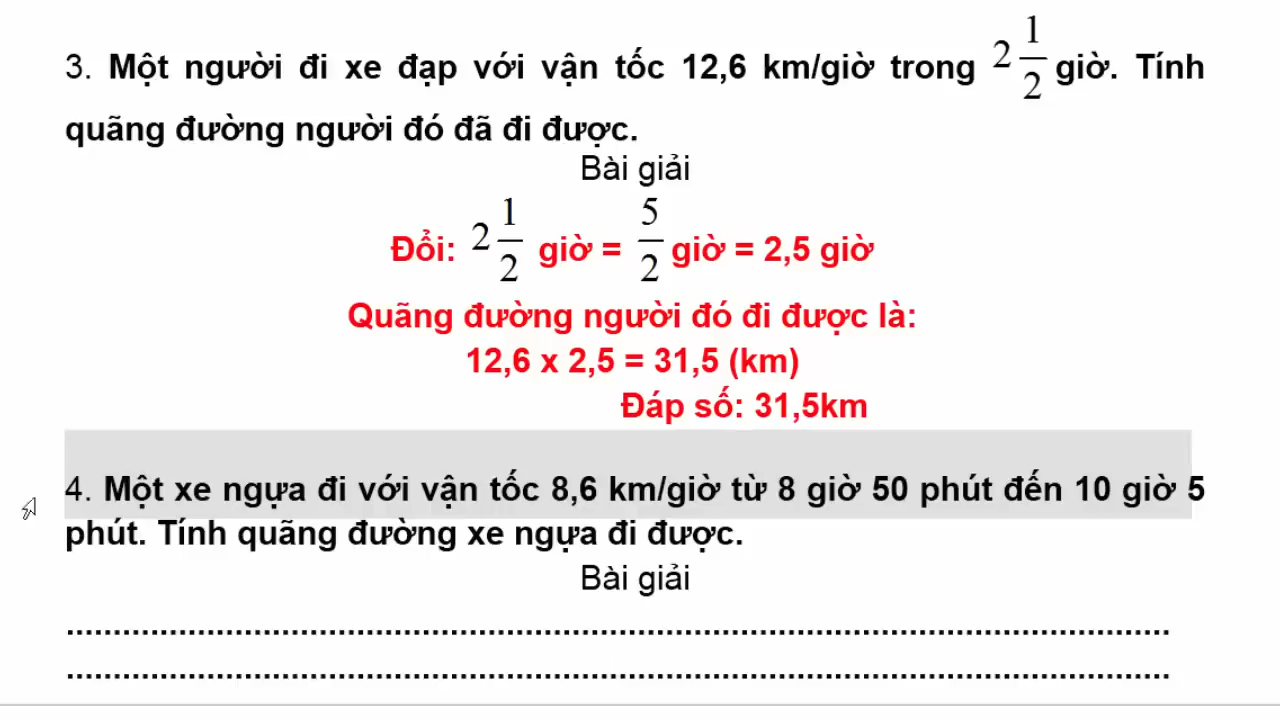 3. Một người đi xe đạp với vận tốc 12,6 km/giờ trong 2 1/2 giờ. Tính
quãng đường người đó đã đi được.
Bài giải
Đổi: 2 1/2 giờ = 5/2 giờ = 2,5 giờ
Quãng đường người đó đi được là:
12,6 x 2,5 = 31,5 (km)
Đáp số: 31,5km
4. Một xe ngựa đi với vận tốc 8,6 km/giờ từ 8 giờ 50 phút đến 10 giờ 5
phút. Tính quãng đường xe ngựa đi được.
Bài giải